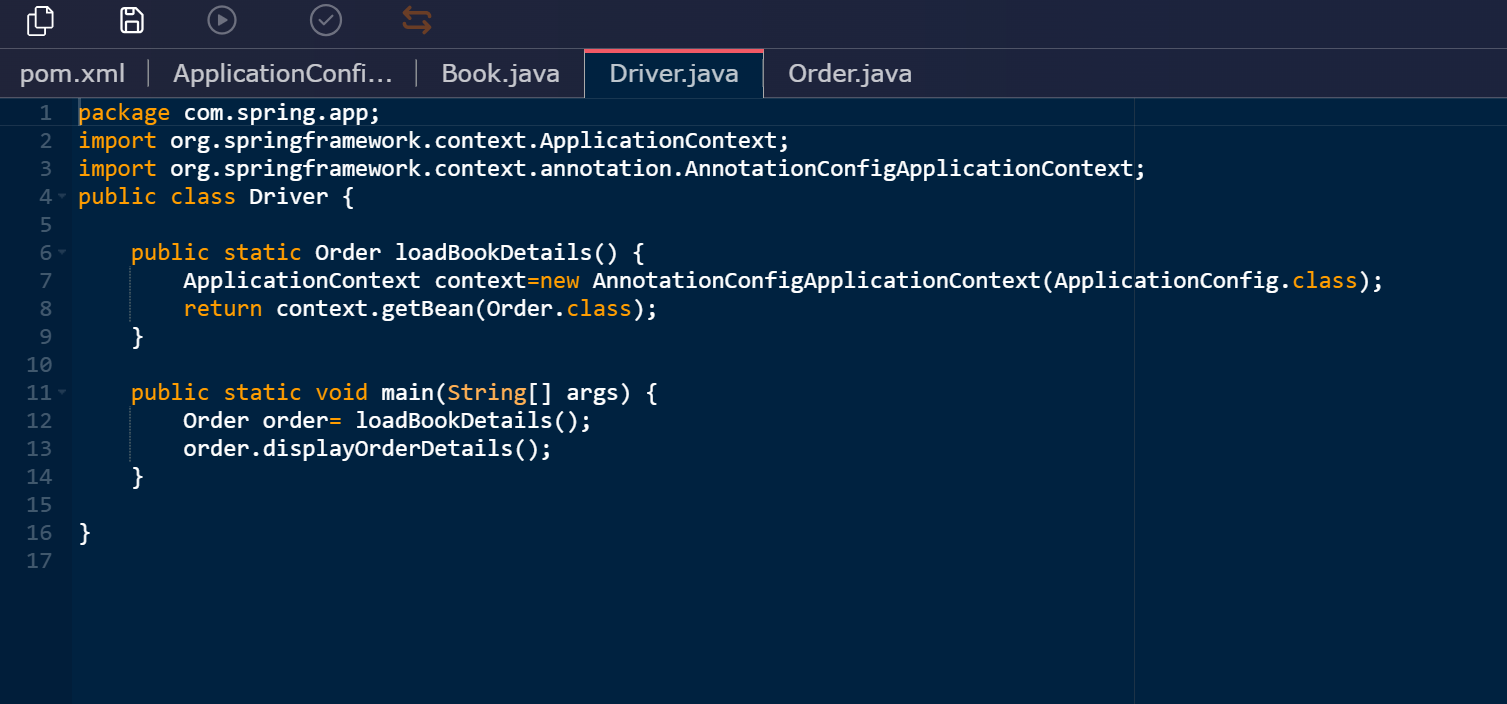 pom.xml ApplicationConfi... Book.java Driver.java Order.java
1 package com.spring.app;
2 import org.springframework.context.ApplicationContext;
3 import org.springframework.context.annotation.AnnotationConfigApplicationContext;
4 public class Driver {
5
6     public static Order loadBookDetails() {
7         ApplicationContext context=new AnnotationConfigApplicationContext(ApplicationConfig.class);
8         return context.getBean(Order.class);
9     }
10
11     public static void main(String[] args) {
12         Order order= loadBookDetails();
13         order.displayOrderDetails();
14     }
15
16 }
17